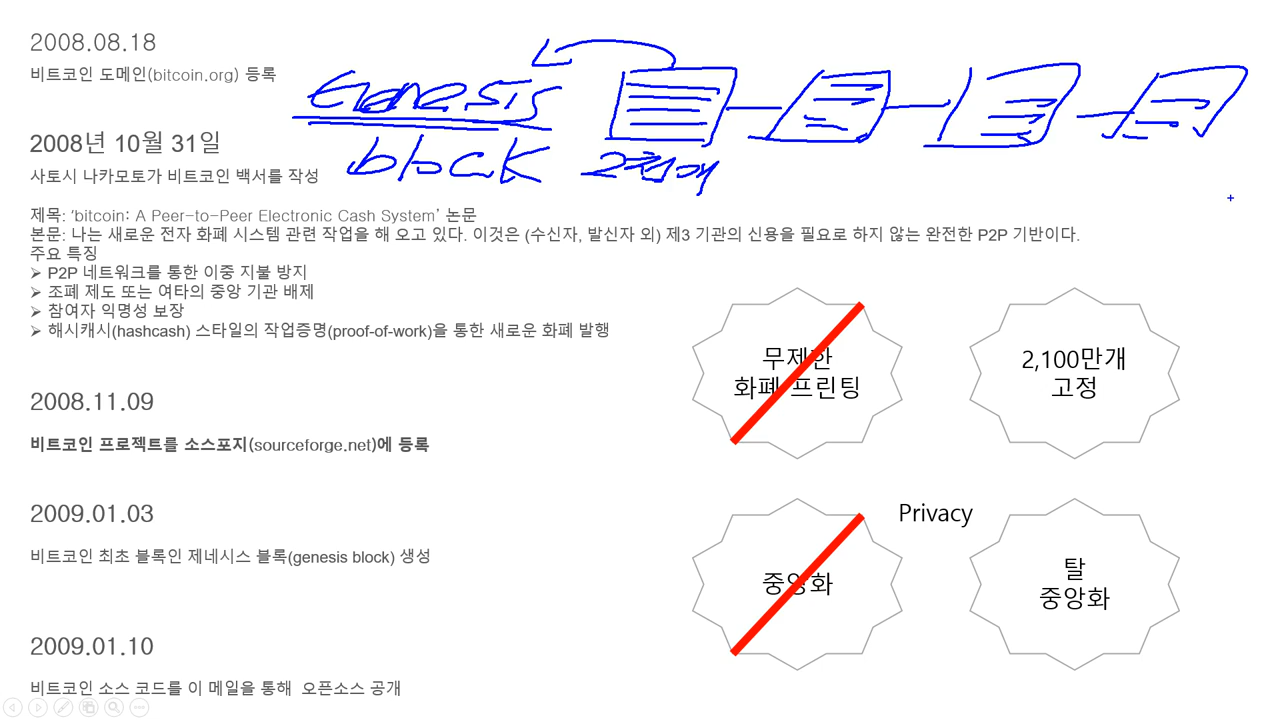 2008.08.18
비트코인 도메인(bitcoin.org) 등록
Genesis
block
2008년 10월 31일
사토시 나카모토가 비트코인 백서를 작성
제목: 'bitcoin: A Peer-to-Peer Electronic Cash System' 논문
본문: 나는 새로운 전자 화폐 시스템 관련 작업을 해 오고 있다. 이것은 (수신자, 발신자 외) 제3 기관의 신용을 필요로 하지 않는 완전한 P2P 기반이다.
주요 특징
➢ P2P 네트워크를 통한 이중 지불 방지
➢ 조폐 제도 또는 여타의 중앙 기관 배제
➢ 참여자 익명성 보장
➢ 해시캐시(hashcash) 스타일의 작업증명(proof-of-work)을 통한 새로운 화폐 발행
2008.11.09
비트코인 프로젝트를 소스포지(sourceforge.net)에 등록
2009.01.03
비트코인 최초 블록인 제네시스 블록(genesis block) 생성
2009.01.10
비트코인 소스 코드를 이 메일을 통해  오픈소스 공개
무제한
화폐 프린팅
2,100만개
고정
중앙화
Privacy
탈
중앙화